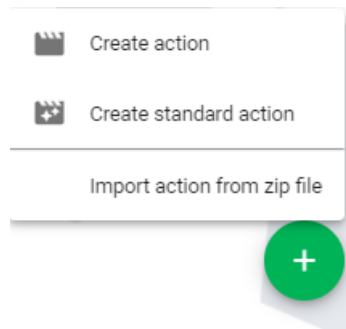 Create action
Create standard action
Import action from zip file